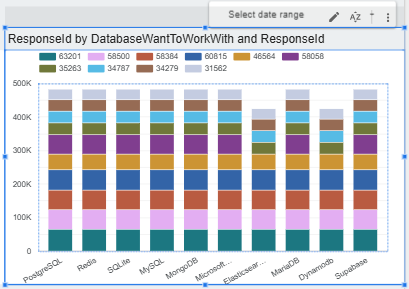 Select date range
ResponseId by DatabaseWantToWorkWith and ResponseId
63201 58500 58384 60815 46564 58058
35263 34787 34279 31562
500K
400K
300K
200K
100K
0
PostgreSQL Redis SQLite MySQL MongoDB Microsoft... Elasticsear... MariaDB Dynamodb Supabase